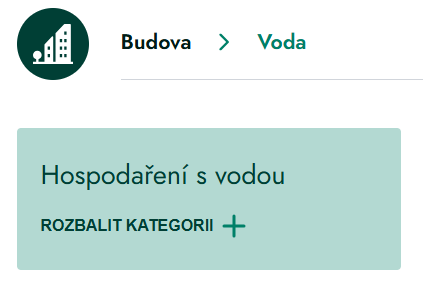 Budova > Voda
Hospodaření s vodou
ROZBALIT KATEGORII +